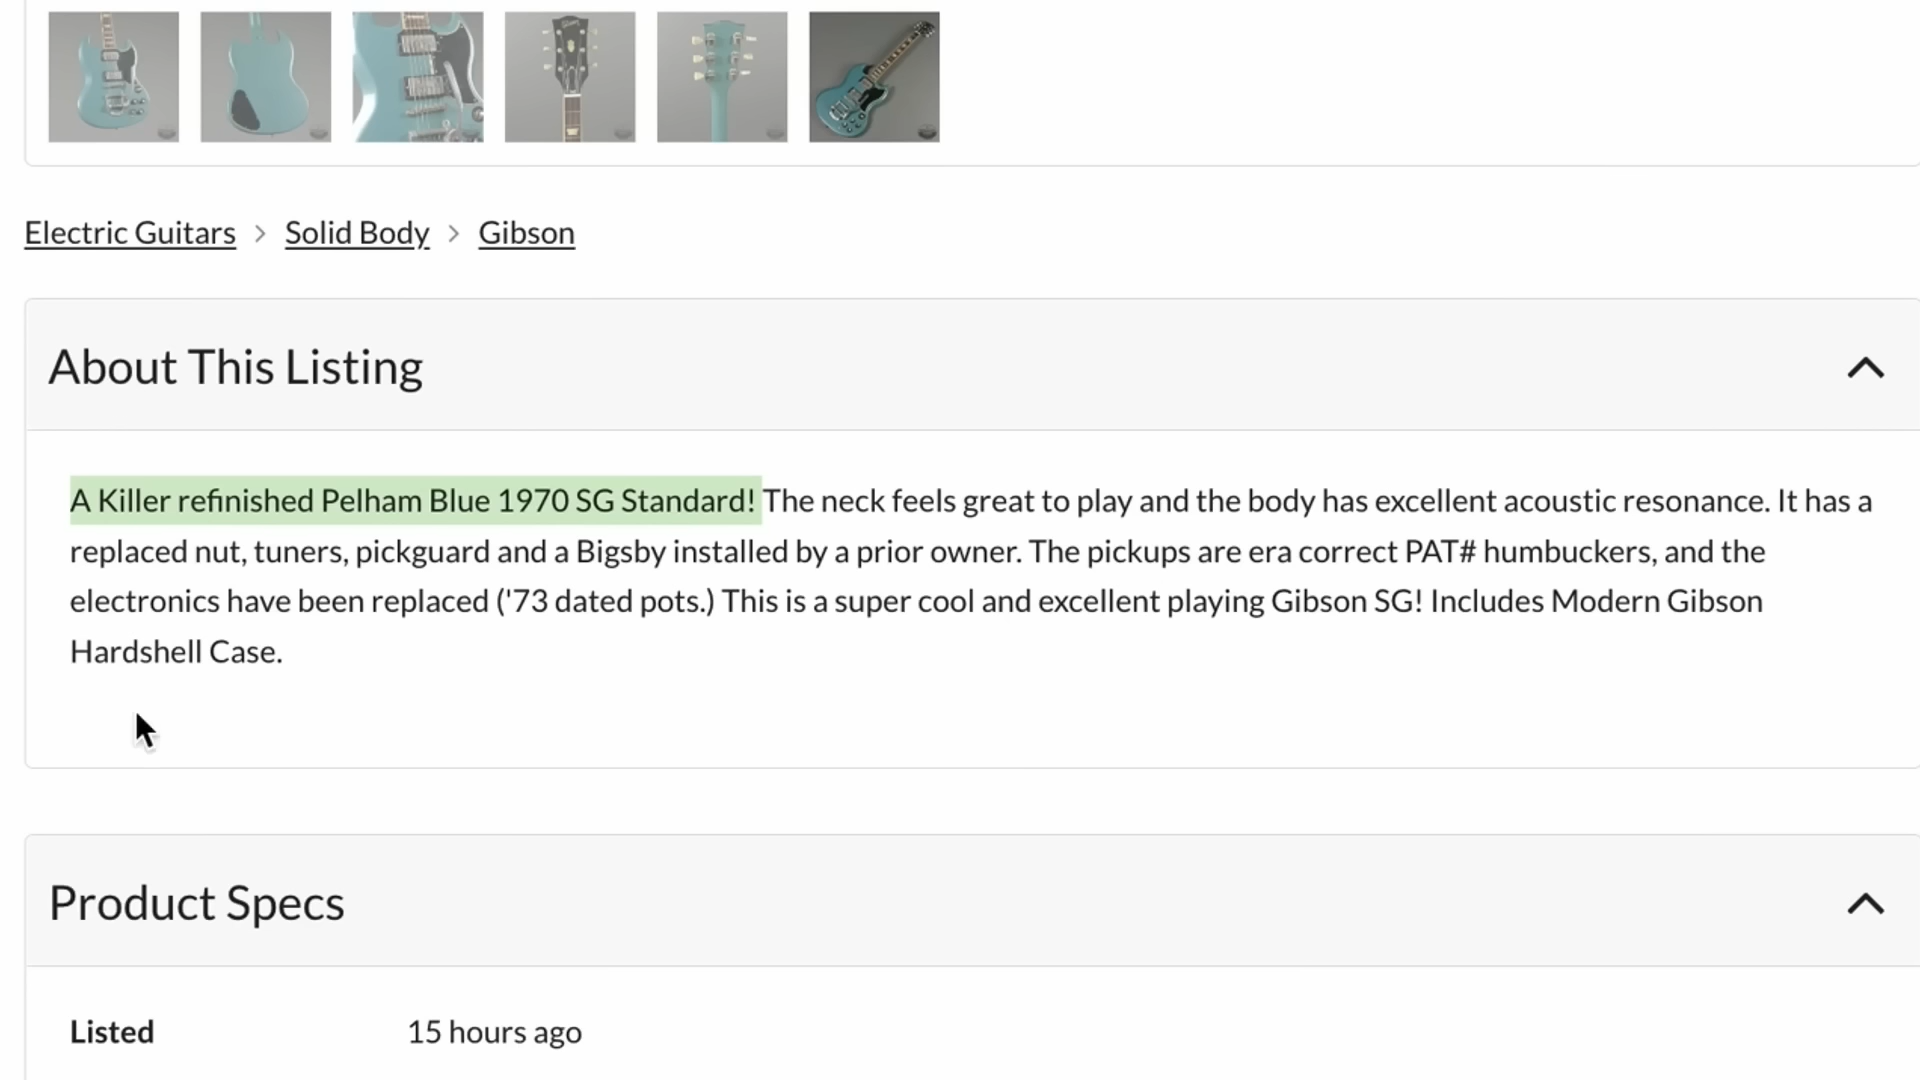 Electric Guitars > Solid Body > Gibson
About This Listing
A Killer refinished Pelham Blue 1970 SG Standard! The neck feels great to play and the body has excellent acoustic resonance. It has a
replaced nut, tuners, pickguard and a Bigsby installed by a prior owner. The pickups are era correct PAT# humbuckers, and the
electronics have been replaced ('73 dated pots.) This is a super cool and excellent playing Gibson SG! Includes Modern Gibson
Hardshell Case.
Product Specs
Listed 15 hours ago